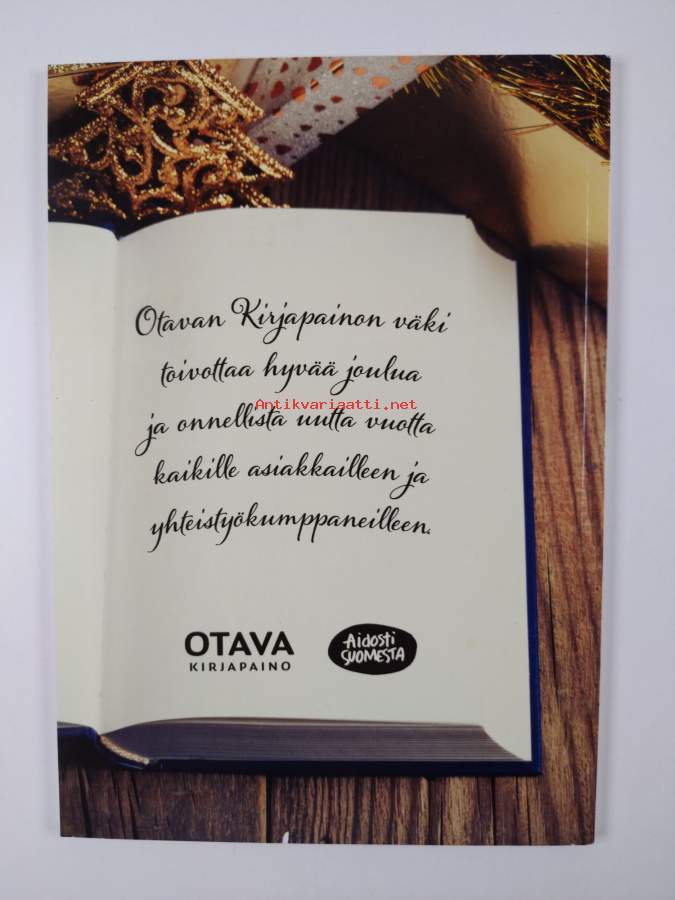 Otavan Kirjapainon väki
toivottaa hyvää joulua
Antikvariaatti.net
ja onnellista uutta vuotta
kaikille asiakkailleen ja
yhteistyökumppaneilleen.
OTAVA
KIRJAPAINO
Aidosti
SUOMESTA